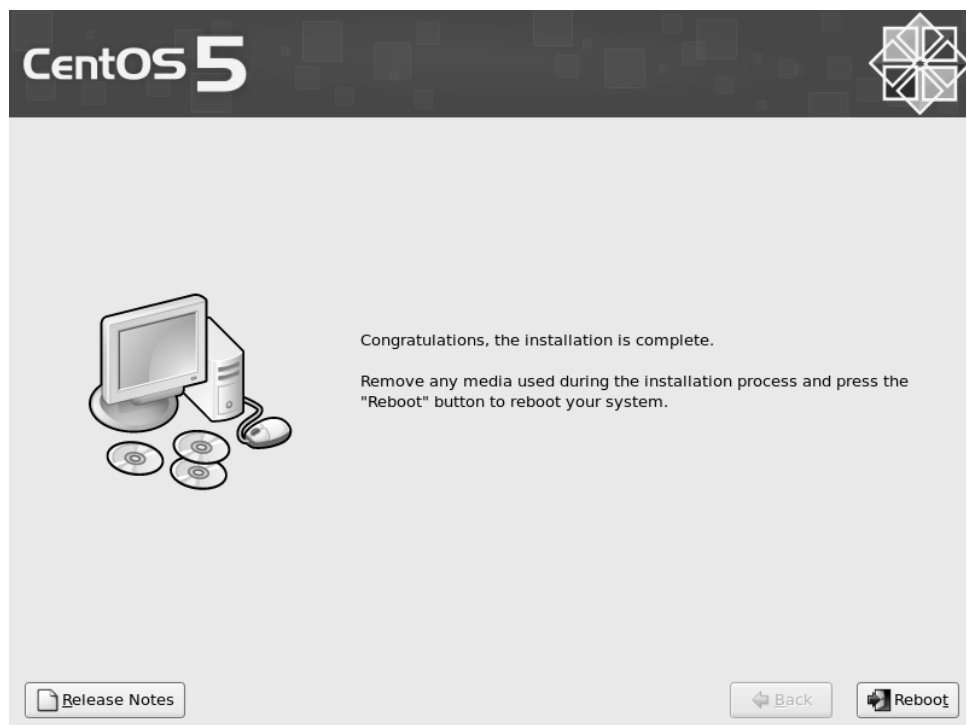 CentOS 5
Congratulations, the installation is complete.
Remove any media used during the installation process and press the
"Reboot" button to reboot your system.
Release Notes
Back
Reboot